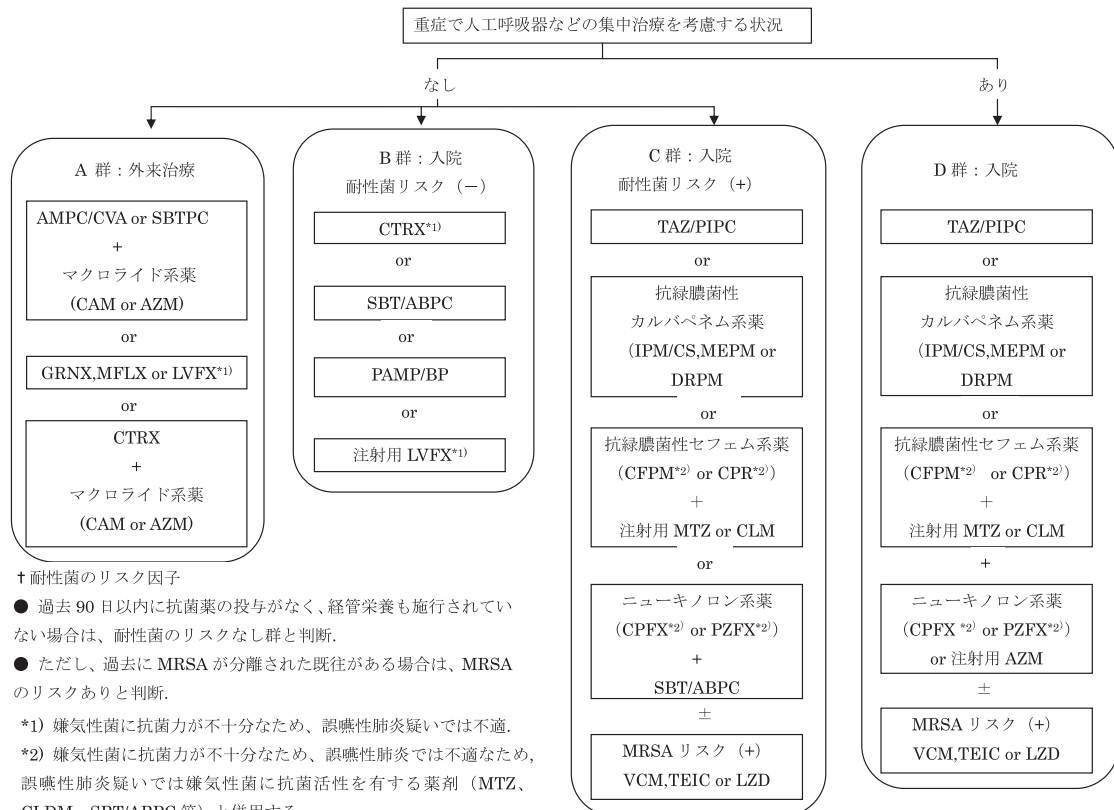 重症で人工呼吸器などの集中治療を考慮する状況
なし
あり
A 群：外来治療
AMPC/CVA or SBTPC
+
マクロライド系薬
(CAM or AZM)
or
GRNX,MFLX or LVFX*1)
or
CTRX
+
マクロライド系薬
(CAM or AZM)
B 群：入院
耐性菌リスク（－）
CTRX*1)
or
SBT/ABPC
or
PAMP/BP
or
注射用 LVFX*1)
C 群：入院
耐性菌リスク（+）
TAZ/PIPC
or
抗緑膿菌性
カルバペネム系薬
（IPM/CS,MEPM or
DRPM
or
抗緑膿菌性セフェム系薬
（CFPM*2) or CPR*2)）
+
注射用 MTZ or CLM
or
ニューキノロン系薬
（CPFX*2) or PZFX*2)）
+
SBT/ABPC
±
MRSA リスク（+）
VCM,TEIC or LZD
D 群：入院
TAZ/PIPC
or
抗緑膿菌性
カルバペネム系薬
（IPM/CS,MEPM or
DRPM
or
抗緑膿菌性セフェム系薬
（CFPM*2) or CPR*2)）
+
注射用 MTZ or CLM
+
ニューキノロン系薬
（CPFX *2) or PZFX*2)）
or 注射用 AZM
±
MRSA リスク（+）
VCM,TEIC or LZD
†耐性菌のリスク因子
● 過去 90 日以内に抗菌薬の投与がなく、経管栄養も施行されてい
ない場合は、耐性菌のリスクなし群と判断.
● ただし、過去に MRSA が分離された既往がある場合は、MRSA
のリスクありと判断.
*1) 嫌気性菌に抗菌力が不十分なため、誤嚥性肺炎疑いでは不適.
*2) 嫌気性菌に抗菌力が不十分なため、誤嚥性肺炎では不適なため,
誤嚥性肺炎疑いでは嫌気性菌に抗菌活性を有する薬剤（MTZ、
CLDM、SBT/ABPC 等）と併用する